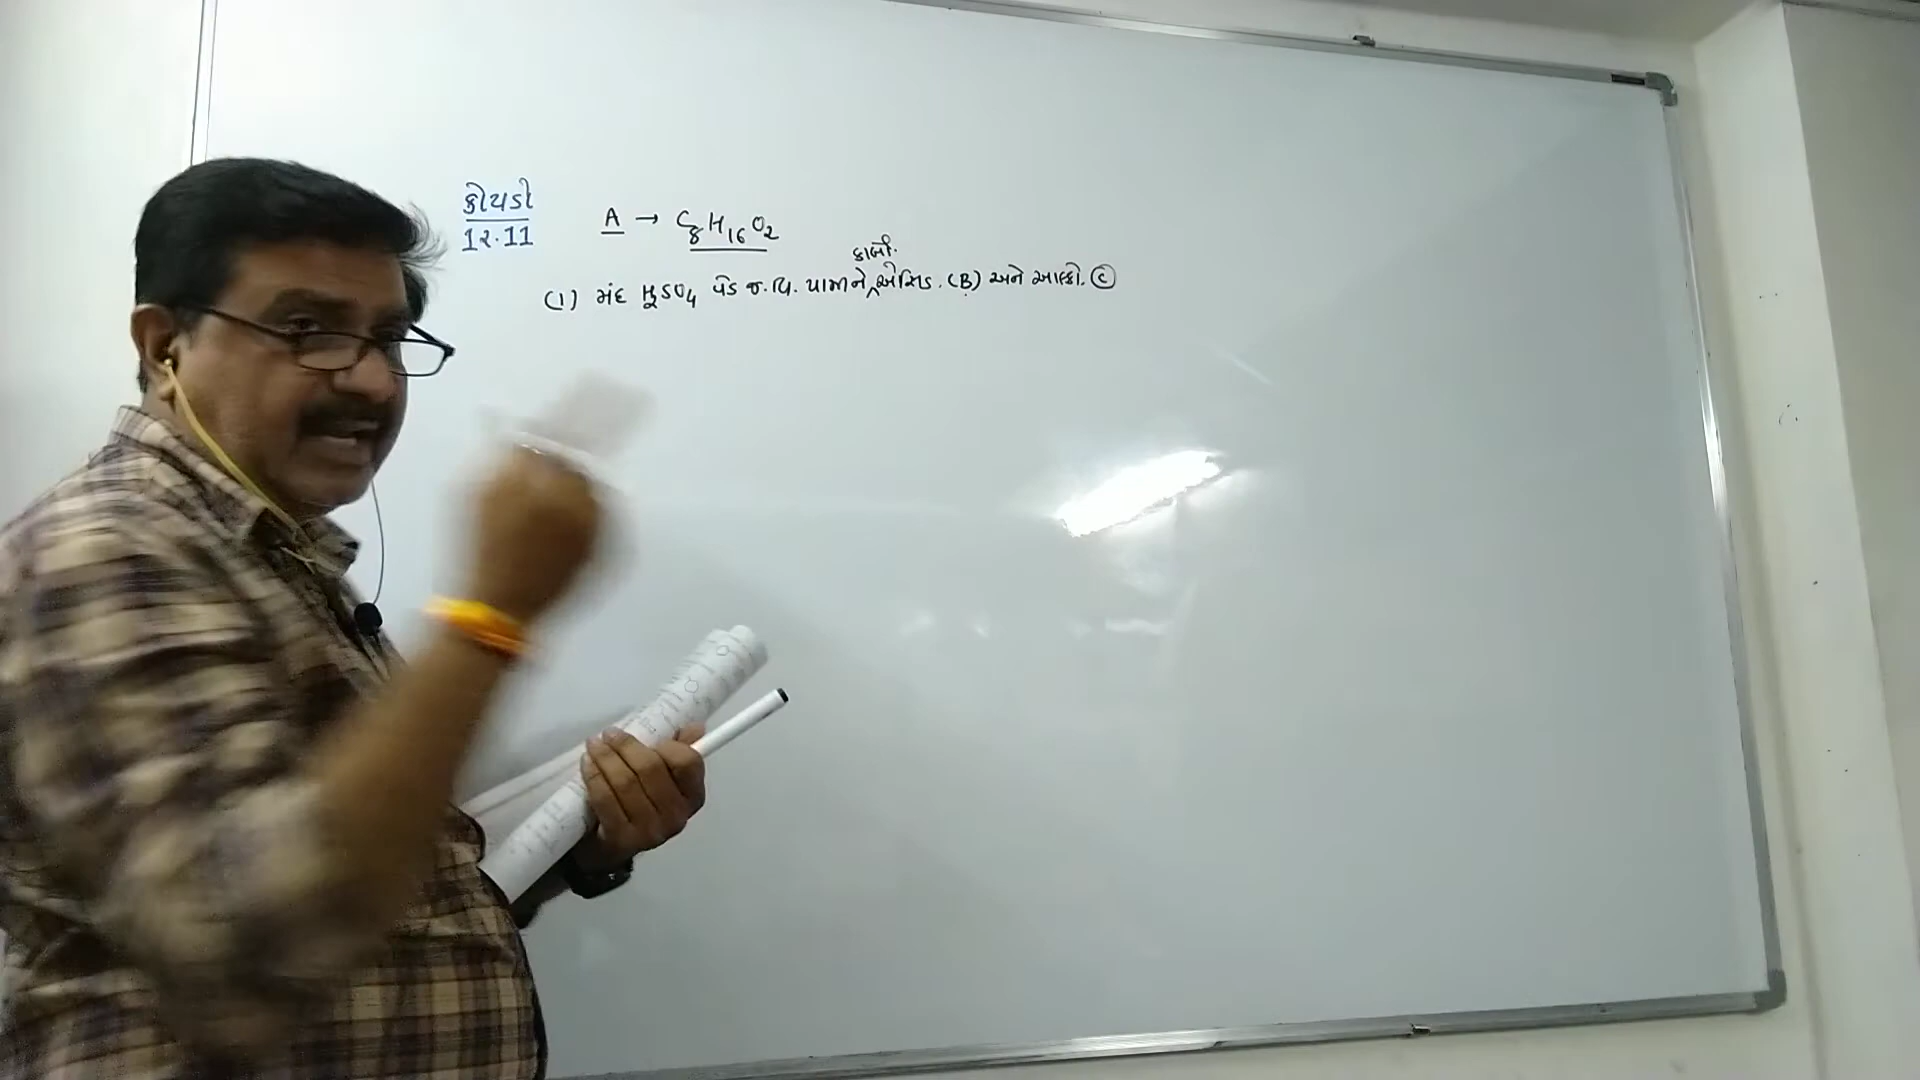 કોયડો
12.11
A → C8H16O2
કાર્બો.
(1) મંદ H2SO4 વડે જ.વિ. પામીને ^ એસિડ. (B) અને આલ્કો. (C)